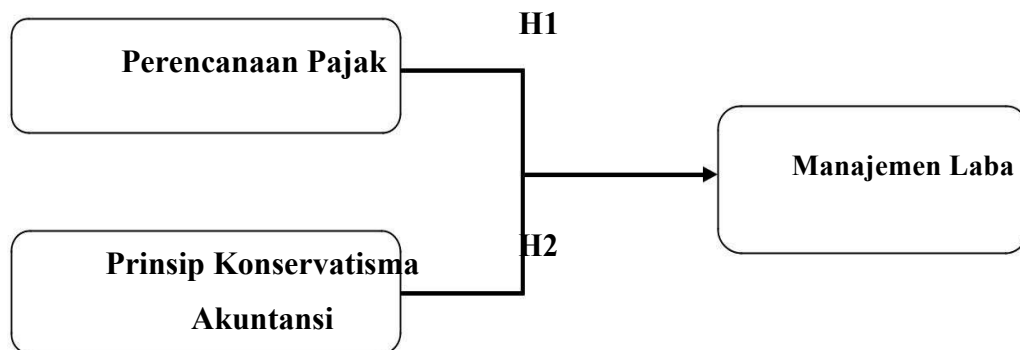 H1
Perencanaan Pajak
Manajemen Laba
H2
Prinsip Konservatisma
Akuntansi